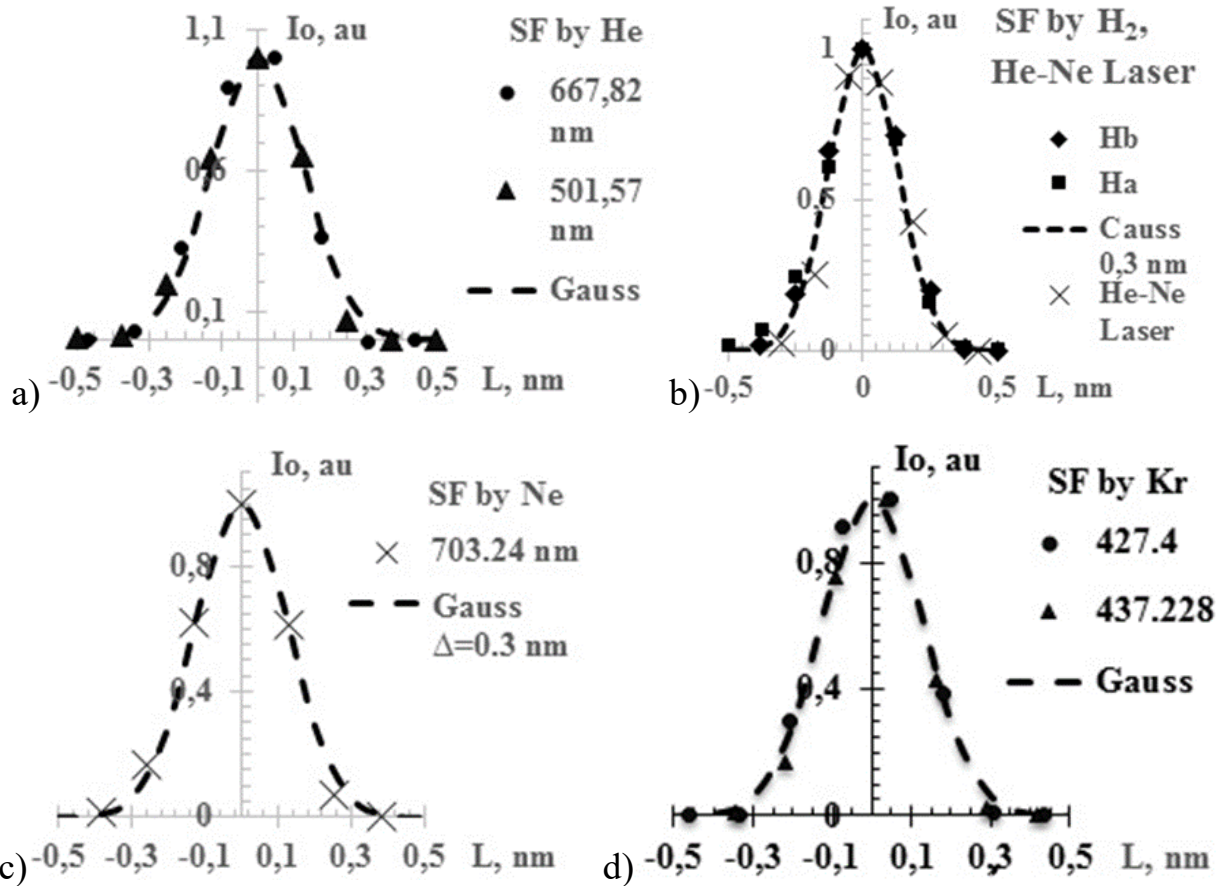 a)
1,1
Io, au
SF by He
667,82
nm
501,57
nm
Gauss
0,6
0,1
-0,5 -0,3 -0,1 0,1 0,3 0,5 L, nm
b)
Io, au
SF by H2,
He-Ne Laser
1
Hb
Ha
Causs
0,3 nm
He-Ne
Laser
0,5
0
-0,5 0 0,5 L, nm
c)
Io, au
SF by Ne
703.24 nm
Gauss
Δ=0.3 nm
0,8
0,4
0
-0,5 -0,3 -0,1 0,1 0,3 0,5 L, nm
d)
Io, au
SF by Kr
427.4
437.228
Gauss
0,8
0,4
0
-0,5 -0,3 -0,1 0,1 0,3 0,5 L, nm